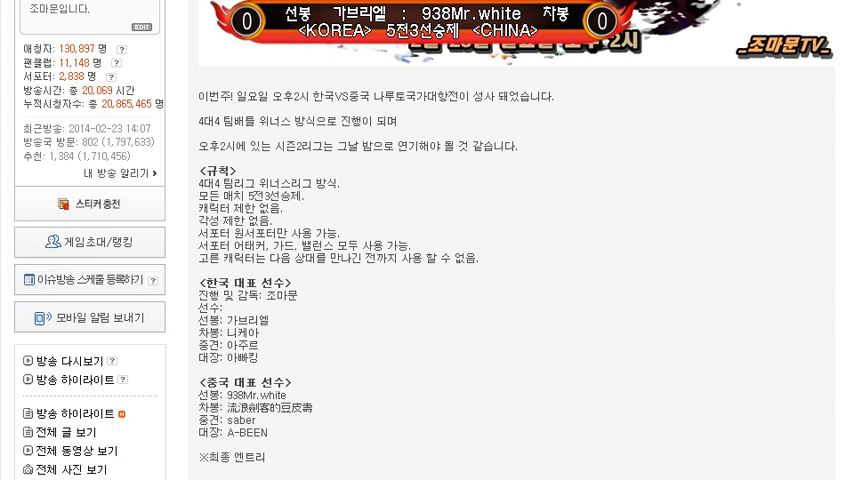 조마문입니다.
EDIT
애청자: 130,897 명 ?
팬클럽: 11,148 명 ?
서포터: 2,838 명 ?
방송시간: 총 20,069 시간
누적시청자수: 총 20,865,465 명
최근방송: 2014-02-23 14:07
방송국 방문: 802 (1,797,633)
추천: 1,384 (1,710,456)
내 방송 알리기
스티커충전
게임초대/랭킹
이슈방송 스케줄 등록하기 ?
모바일 알람 보내기
방송 다시보기 ?
방송 하이라이트 ?
방송 하이라이트 N
전체 글 보기
전체 동영상 보기
전체 사진 보기
0 선봉 가브리엘 : 938Mr.white 차봉 0
<KOREA> 5전3선승제 <CHINA>
2시
_조마문TV_
이번주! 일요일 오후2시 한국VS중국 나루토국가대항전이 성사 돼었습니다.
4대4 팀배틀 위너스 방식으로 진행이 되며
오후2시에 있는 시즌2리그는 그날 밤으로 연기해야 될 것 같습니다.
<규칙>
4대4 팀리그 위너스리그 방식.
모든 매치 5전3선승제.
캐릭터 제한 없음.
각성 제한 없음.
서포터 원서포터만 사용 가능.
서포터 어태커, 가드, 밸런스 모두 사용 가능.
고른 캐릭터는 다음 상대를 만나긴 전까지 사용 할 수 없음.
<한국 대표 선수>
진행 및 감독: 조마문
선수:
선봉: 가브리엘
차봉: 니케아
중견: 아주르
대장: 아빠킹
<중국 대표 선수>
선봉: 938Mr.white
차봉: 流浪劍客的豆皮壽
중견: saber
대장: A-BEEN
※최종 엔트리